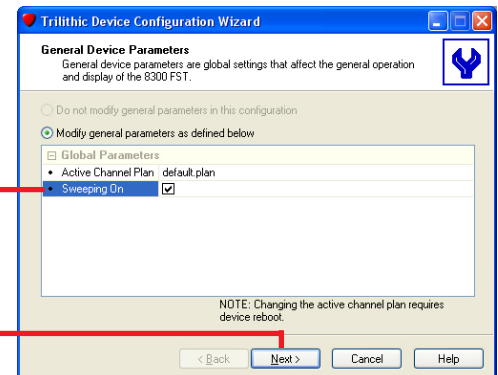 Trilithic Device Configuration Wizard
General Device Parameters
General device parameters are global settings that affect the general operation
and display of the 8300 FST.
Do not modify general parameters in this configuration
Modify general parameters as defined below
Global Parameters
Active Channel Plan default.plan
Sweeping On
NOTE: Changing the active channel plan requires
device reboot.
< Back Next > Cancel Help